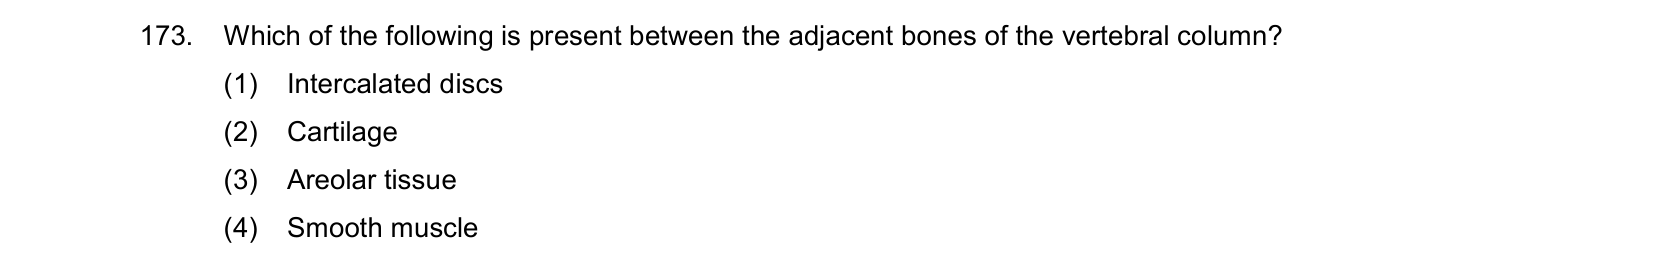 173. Which of the following is present between the adjacent bones of the vertebral column?
(1) Intercalated discs
(2) Cartilage
(3) Areolar tissue
(4) Smooth muscle